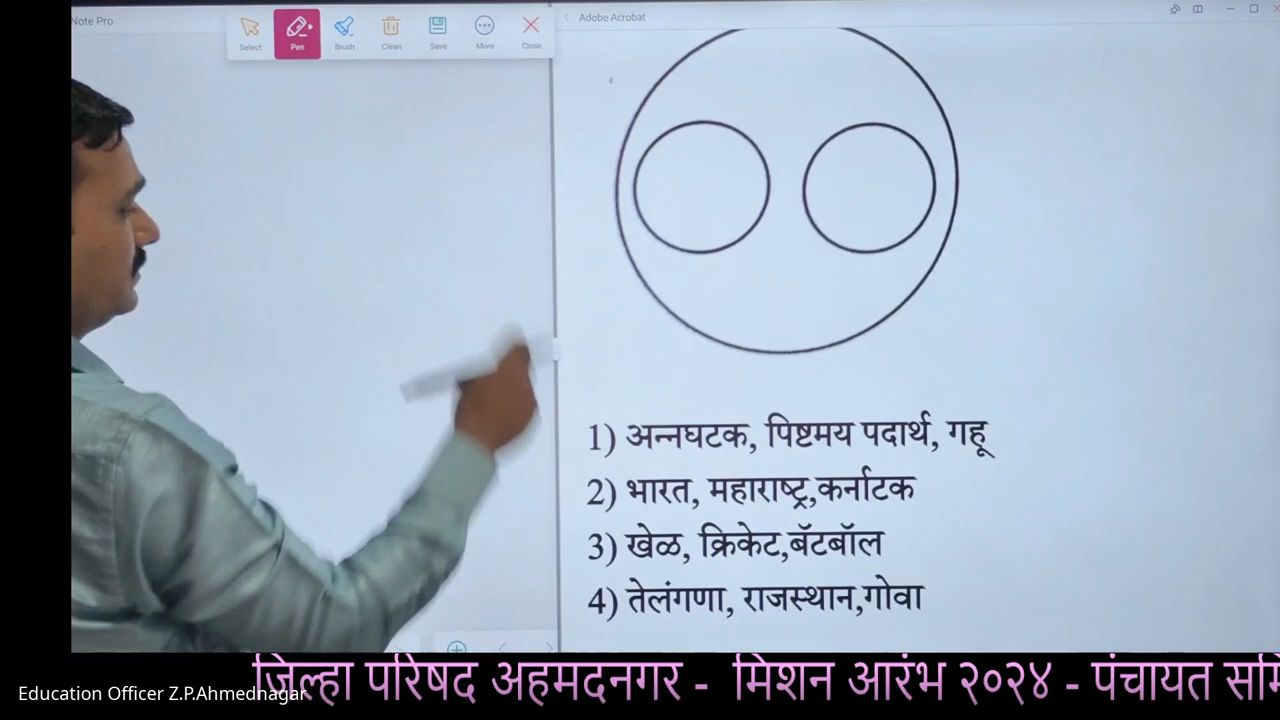 Note Pro
Select Pen Brush Clean Save More Close
Adobe Acrobat
1) अन्नघटक, पिष्टमय पदार्थ, गहू
2) भारत, महाराष्ट्र,कर्नाटक
3) खेळ, क्रिकेट,बॅटबॉल
4) तेलंगणा, राजस्थान,गोवा
जिल्हा परिषद अहमदनगर - मिशन आरंभ २०२४ - पंचायत
Education Officer Z.P.Ahmednagar